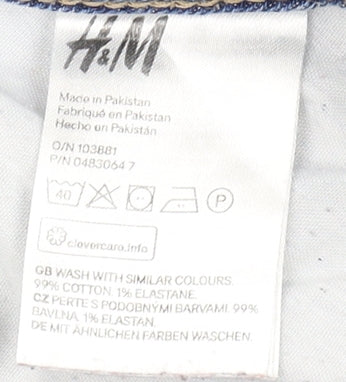 H&M
Made in Pakistan
Fabriqué en Pakistan
Hecho en Pakistán
O/N 103881
P/N 0483064 7
40
P
clevercare.info
GB WASH WITH SIMILAR COLOURS.
99% COTTON. 1% ELASTANE.
CZ PERTE S PODOBNÝMI BARVAMI. 99%
BAVLNA. 1% ELASTAN.
DE MIT ÄHNLICHEN FARBEN WASCHEN.